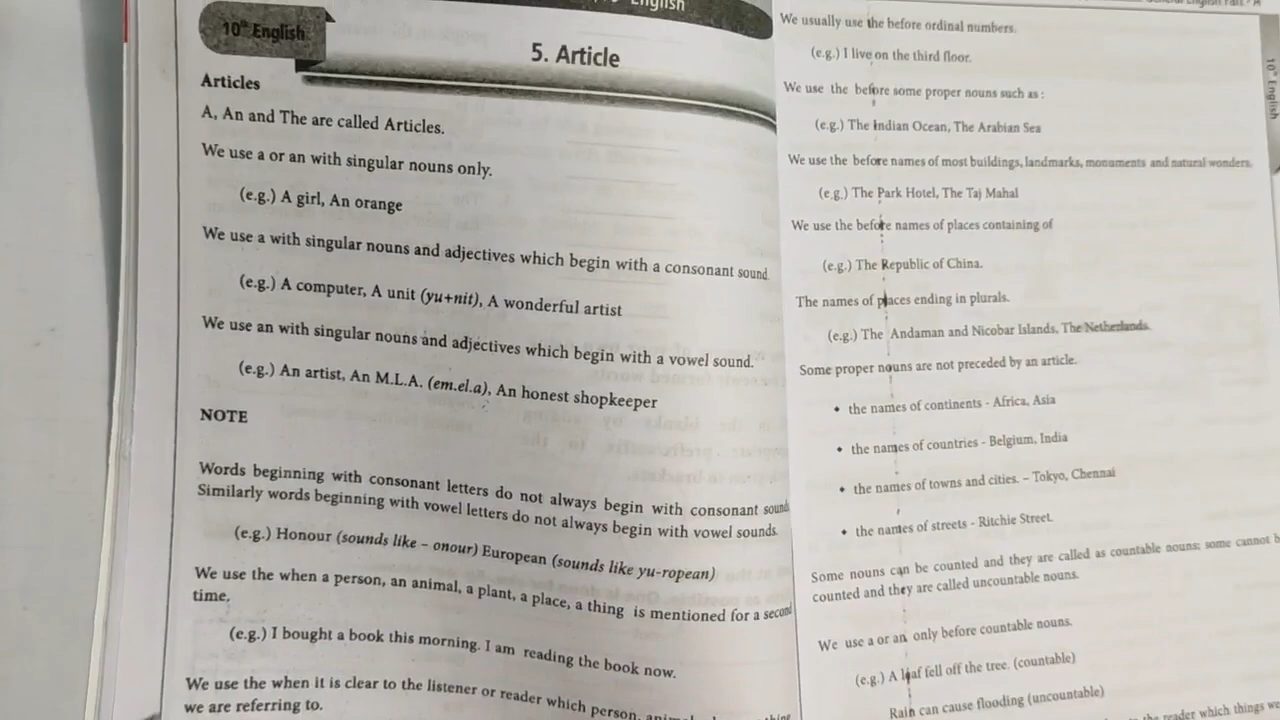 English
10th English
5. Article
Articles
A, An and The are called Articles.
We use a or an with singular nouns only.
(e.g.) A girl, An orange
We use a with singular nouns and adjectives which begin with a consonant sound.
(e.g.) A computer, A unit (yu+nit), A wonderful artist
We use an with singular nouns and adjectives which begin with a vowel sound.
(e.g.) An artist, An M.L.A. (em.el.a), An honest shopkeeper
NOTE
Words beginning with consonant letters do not always begin with consonant sound
Similarly words beginning with vowel letters do not always begin with vowel sounds.
(e.g.) Honour (sounds like – onour) European (sounds like yu-ropean)
We use the when a person, an animal, a plant, a place, a thing is mentioned for a second
time.
(e.g.) I bought a book this morning. I am reading the book now.
We use the when it is clear to the listener or reader which person,
we are referring to.
We usually use the before ordinal numbers.
(e.g.) I live on the third floor.
We use the before some proper nouns such as :
(e.g.) The Indian Ocean, The Arabian Sea
We use the before names of most buildings, landmarks, monuments and natural wonders.
(e.g.) The Park Hotel, The Taj Mahal
We use the before names of places containing of
(e.g.) The Republic of China.
The names of places ending in plurals.
(e.g.) The Andaman and Nicobar Islands, The Netherlands.
Some proper nouns are not preceded by an article.
• the names of continents - Africa, Asia
• the names of countries - Belgium, India
• the names of towns and cities. – Tokyo, Chennai
• the names of streets - Ritchie Street.
Some nouns can be counted and they are called as countable nouns; some cannot b
counted and they are called uncountable nouns.
We use a or an only before countable nouns.
(e.g.) A leaf fell off the tree. (countable)
Rain can cause flooding (uncountable)
the reader which things we
10th English